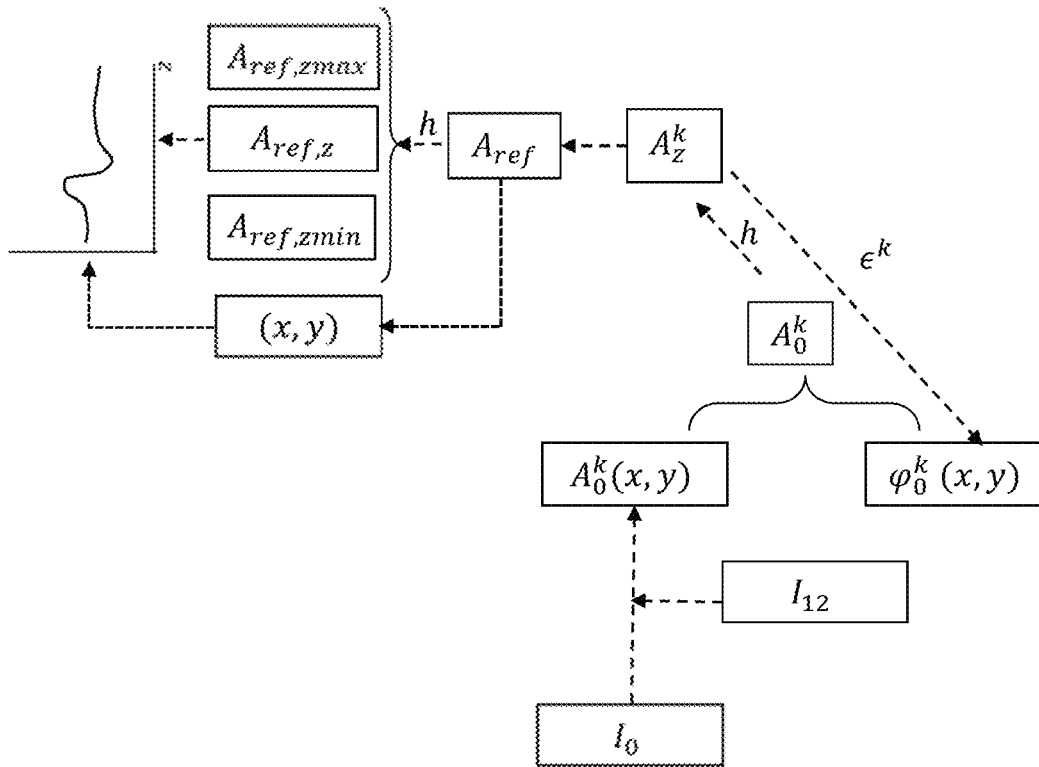 z
A_{ref,zmax}
A_{ref,z}
A_{ref,zmin}
h
A_{ref}
A_z^k
h
ϵ^k
(x, y)
A_0^k
A_0^k(x, y)
φ_0^k (x, y)
I_{12}
I_0